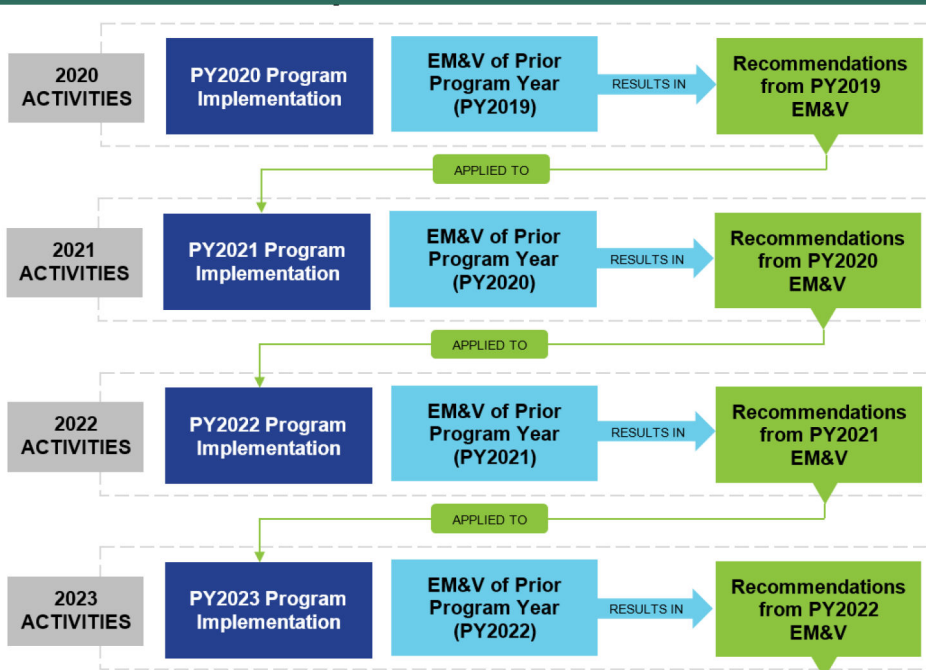 2020
ACTIVITIES
PY2020 Program
Implementation
EM&V of Prior
Program Year
(PY2019)
RESULTS IN
Recommendations
from PY2019
EM&V
APPLIED TO
2021
ACTIVITIES
PY2021 Program
Implementation
EM&V of Prior
Program Year
(PY2020)
RESULTS IN
Recommendations
from PY2020
EM&V
APPLIED TO
2022
ACTIVITIES
PY2022 Program
Implementation
EM&V of Prior
Program Year
(PY2021)
RESULTS IN
Recommendations
from PY2021
EM&V
APPLIED TO
2023
ACTIVITIES
PY2023 Program
Implementation
EM&V of Prior
Program Year
(PY2022)
RESULTS IN
Recommendations
from PY2022
EM&V